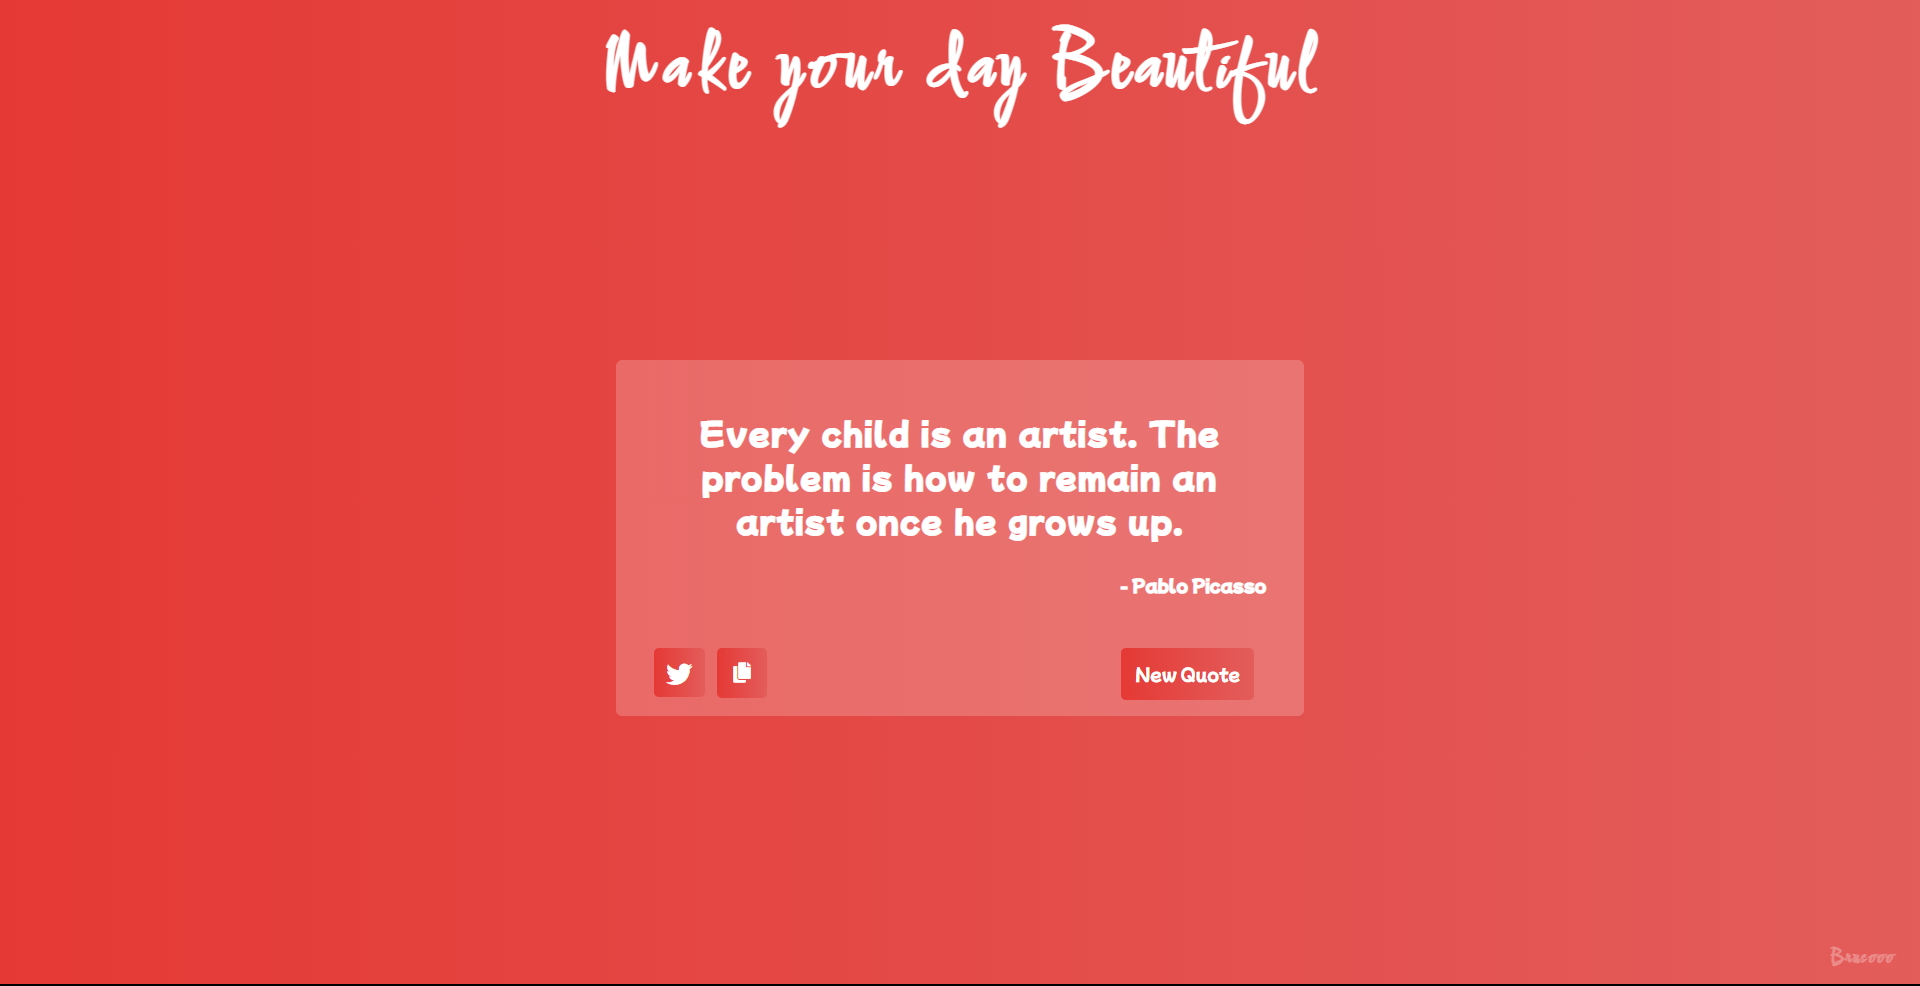 Make your day Beautiful
Every child is an artist. The
problem is how to remain an
artist once he grows up.
- Pablo Picasso
New Quote
Brucooo